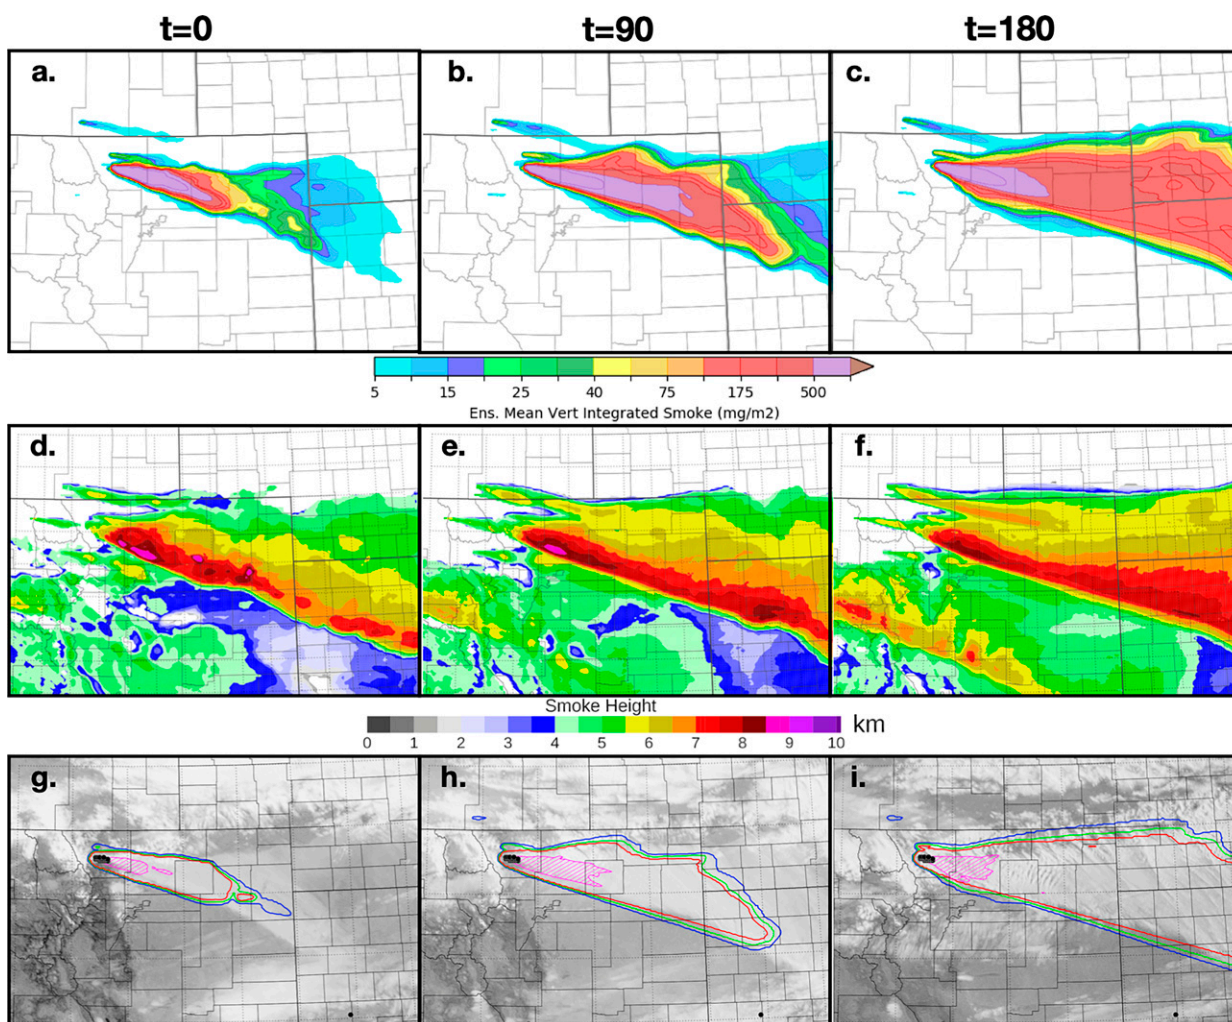 t=0 t=90 t=180
a. b. c.
5 15 25 40 75 175 500
Ens. Mean Vert Integrated Smoke (mg/m2)
d. e. f.
Smoke Height
0 1 2 3 4 5 6 7 8 9 10 km
g. h. i.